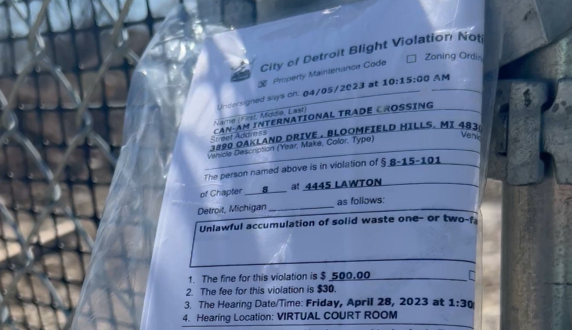 City of Detroit Blight Violation Noti
Property Maintenance Code
Zoning Ordin
Undersigned says on: 04/05/2023 at 10:15:00 AM
Name (First, Middle, Last)
CAN-AM INTERNATIONAL TRADE CROSSING
Street Address
3890 OAKLAND DRIVE , BLOOMFIELD HILLS, MI 4830
Vehicle Description (Year, Make, Color, Type) Vehi
The person named above is in violation of § 8-15-101
of Chapter 8 at 4445 LAWTON
Detroit, Michigan as follows:
Unlawful accumulation of solid waste one- or two-fa
1. The fine for this violation is $ 500.00
2. The fee for this violation is $30.
3. The Hearing Date/Time: Friday, April 28, 2023 at 1:30
4. Hearing Location: VIRTUAL COURT ROOM